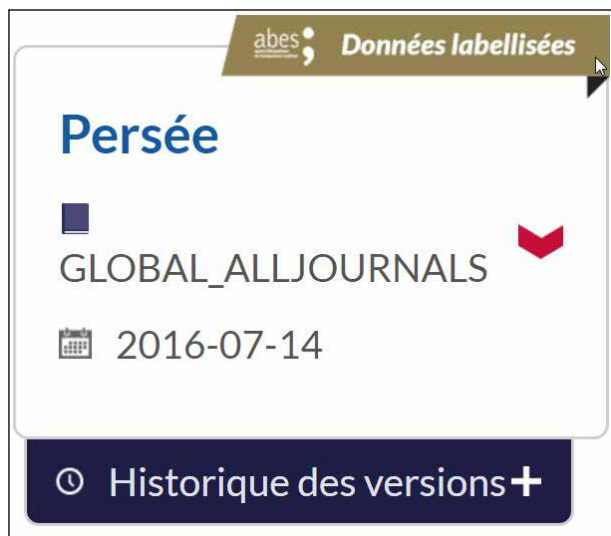 abes Données labellisées
Persée
GLOBAL_ALLJOURNALS
2016-07-14
Historique des versions +